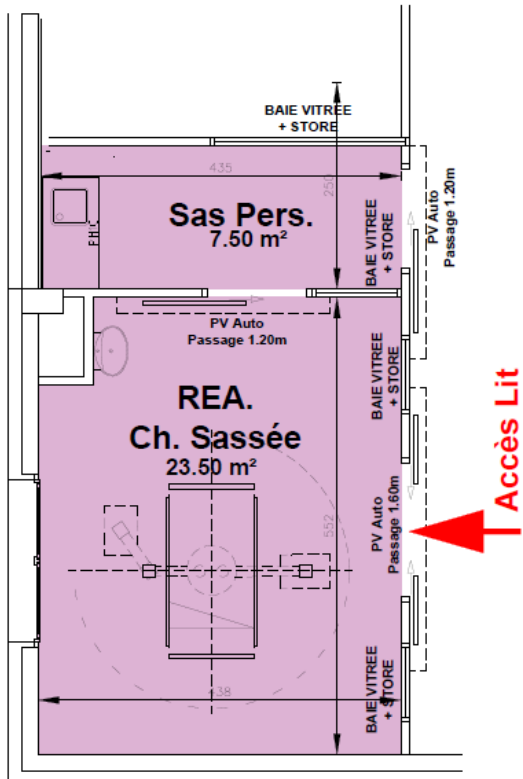 BAIE VITREE
+ STORE
435
250
Sas Pers.
7.50 m²
BAIE VITREE
+ STORE
PV Auto
Passage 1.20m
PV Auto
Passage 1.20m
REA.
Ch. Sassée
23.50 m²
BAIE VITREE
+ STORE
Accès Lit
552
PV Auto
Passage 1.60m
438
BAIE VITREE
+ STORE